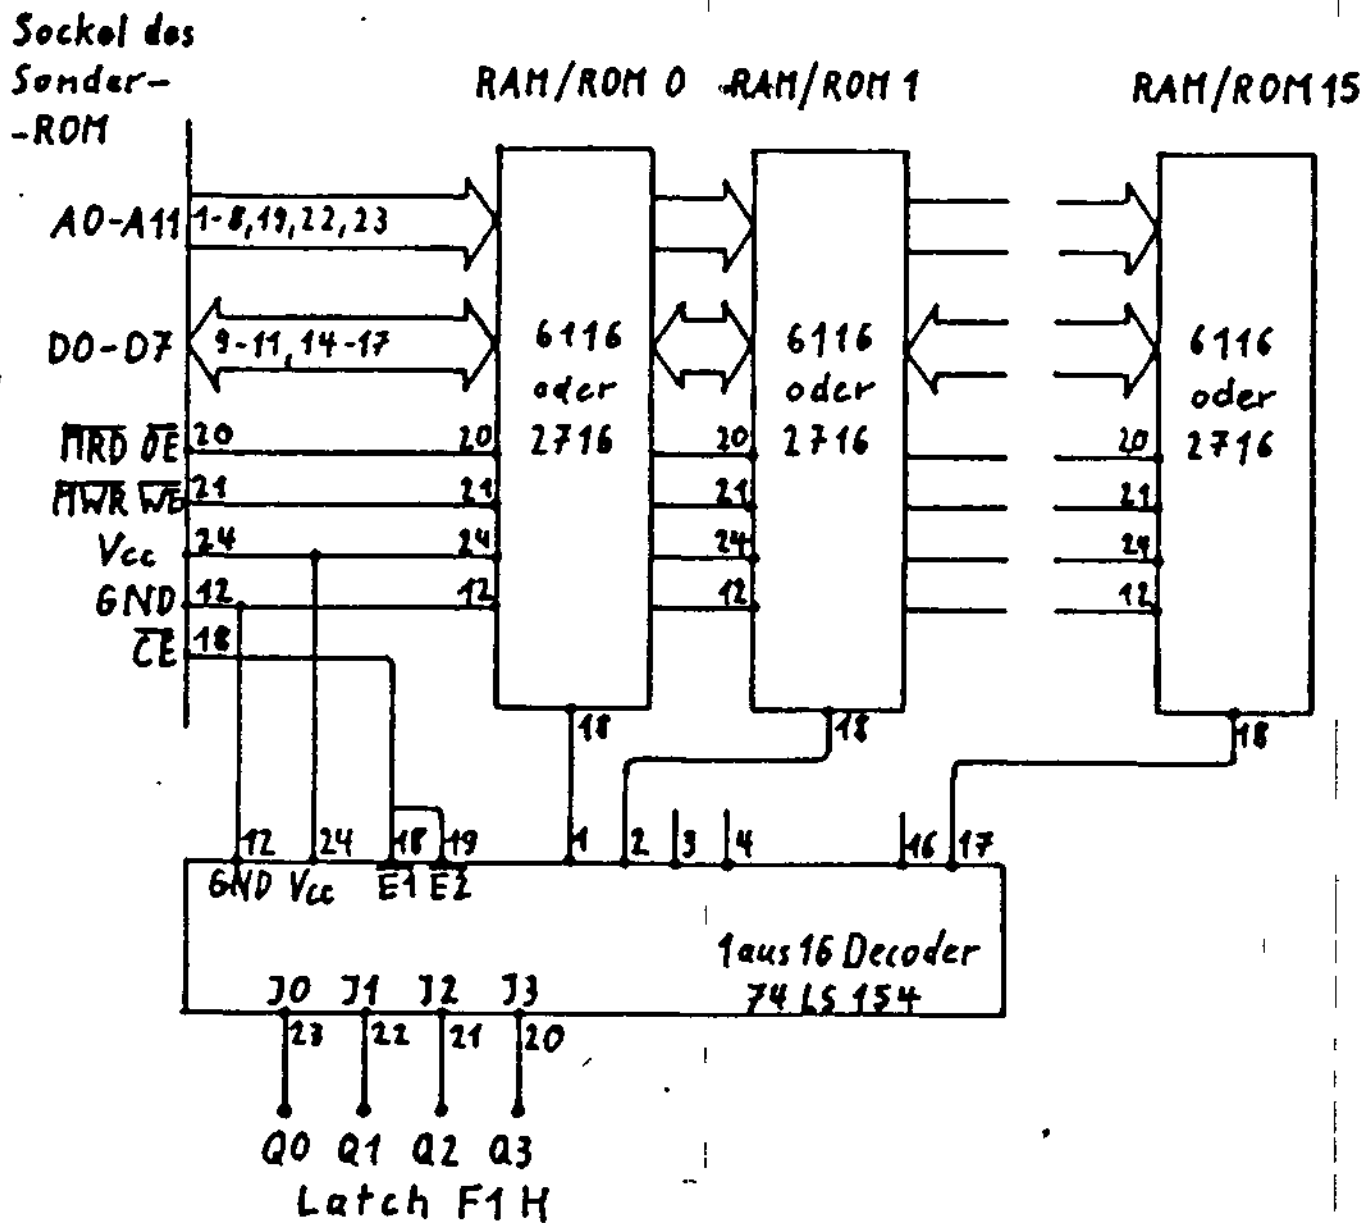 Sockel des
Sonder-
-ROM
RAM/ROM 0
RAM/ROM 1
RAM/ROM 15
A0-A11
1-8,19,22,23
D0-D7
9-11,14-17
6116
oder
2716
6116
oder
2716
6116
oder
2716
MRD OE
20
20
20
20
MWR WE
21
21
21
21
Vcc
24
24
24
24
GND
12
12
12
12
CE
18
18
18
18
12
24
18
19
1
2
3
4
16
17
GND
Vcc
E1
E2
1 aus 16 Decoder
74 LS 154
J0
J1
J2
J3
23
22
21
20
Q0
Q1
Q2
Q3
Latch F1 H